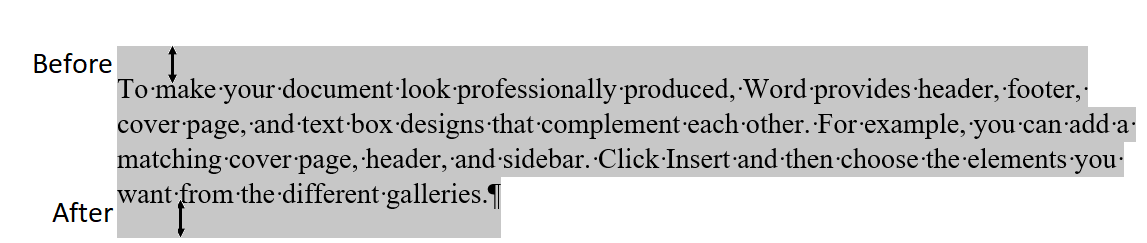 Before
To·make·your·document·look·professionally·produced,·Word·provides·header,·footer,·
cover·page,·and·text·box·designs·that·complement·each·other.·For·example,·you·can·add·a·
matching·cover·page,·header,·and·sidebar.·Click·Insert·and·then·choose·the·elements·you·
want·from·the·different·galleries.¶
After